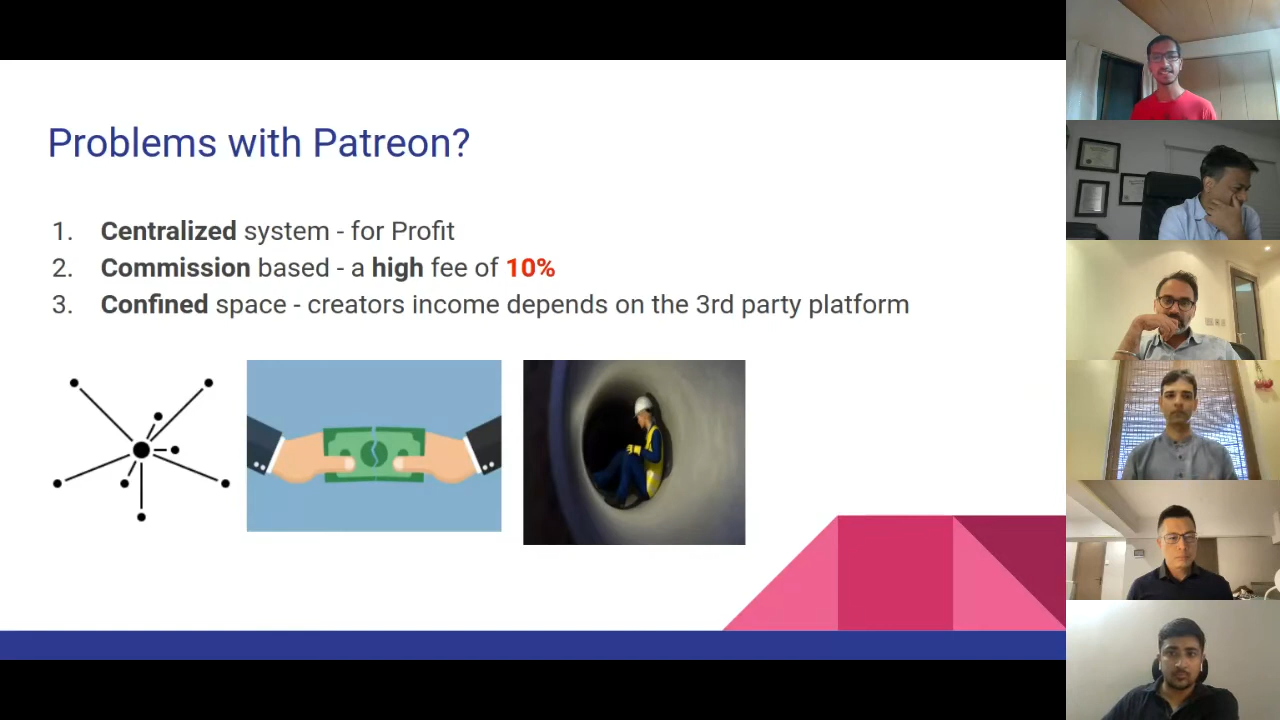 Problems with Patreon?
1. Centralized system - for Profit
2. Commission based - a high fee of 10%
3. Confined space - creators income depends on the 3rd party platform